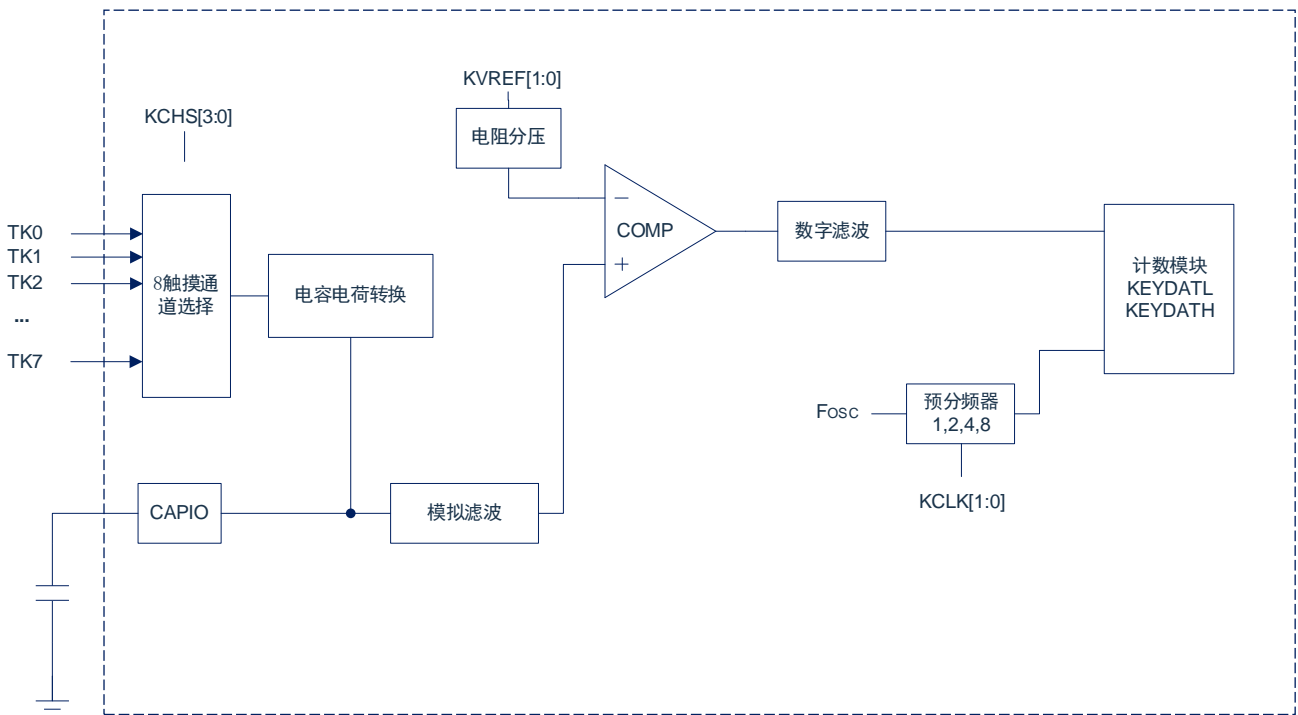 KVREF[1:0]
电阻分压
KCHS[3:0]
TK0
TK1
TK2
...
TK7
8触摸通
道选择
电容电荷转换
−
COMP
+
数字滤波
计数模块
KEYDATL
KEYDATH
Fosc
预分频器
1,2,4,8
KCLK[1:0]
CAPIO
模拟滤波